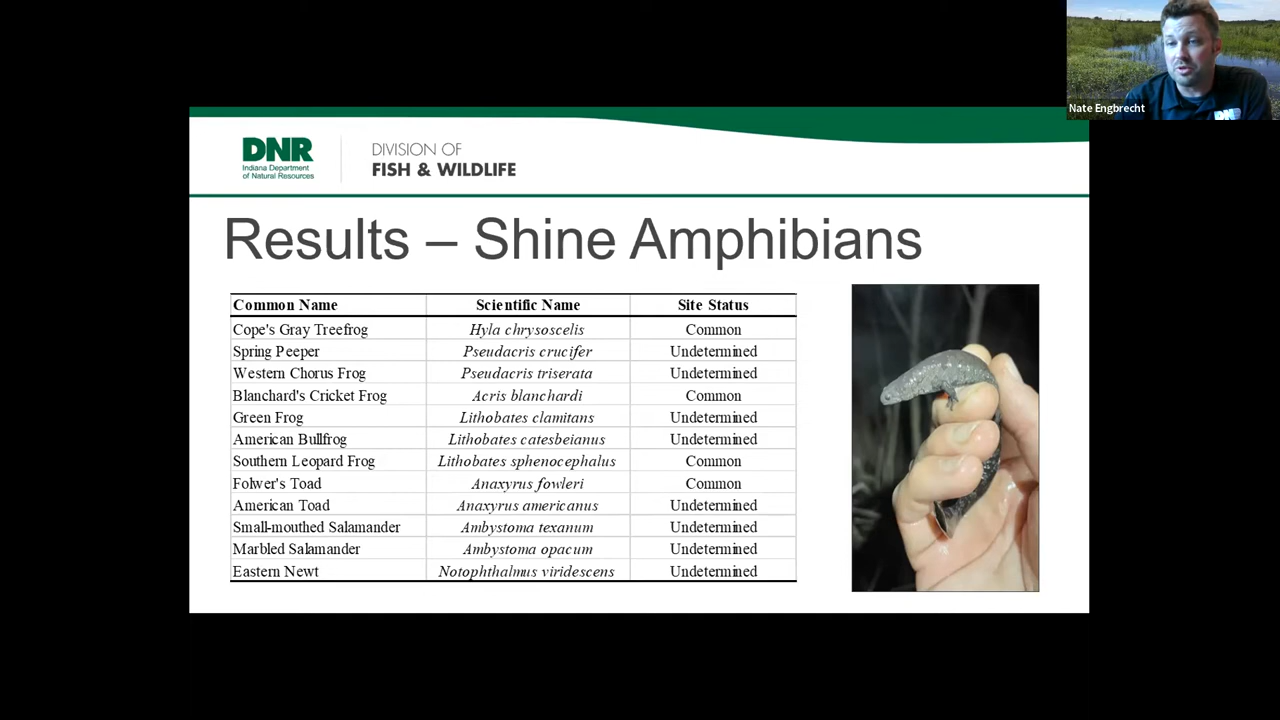 Nate Engbrecht
DNR
Indiana Department
of Natural Resources
DIVISION OF
FISH & WILDLIFE
Results – Shine Amphibians
Common Name Scientific Name Site Status
Cope's Gray Treefrog Hyla chrysoscelis Common
Spring Peeper Pseudacris crucifer Undetermined
Western Chorus Frog Pseudacris triserata Undetermined
Blanchard's Cricket Frog Acris blanchardi Common
Green Frog Lithobates clamitans Undetermined
American Bullfrog Lithobates catesbeianus Undetermined
Southern Leopard Frog Lithobates sphenocephalus Common
Folwer's Toad Anaxyrus fowleri Common
American Toad Anaxyrus americanus Undetermined
Small-mouthed Salamander Ambystoma texanum Undetermined
Marbled Salamander Ambystoma opacum Undetermined
Eastern Newt Notophthalmus viridescens Undetermined